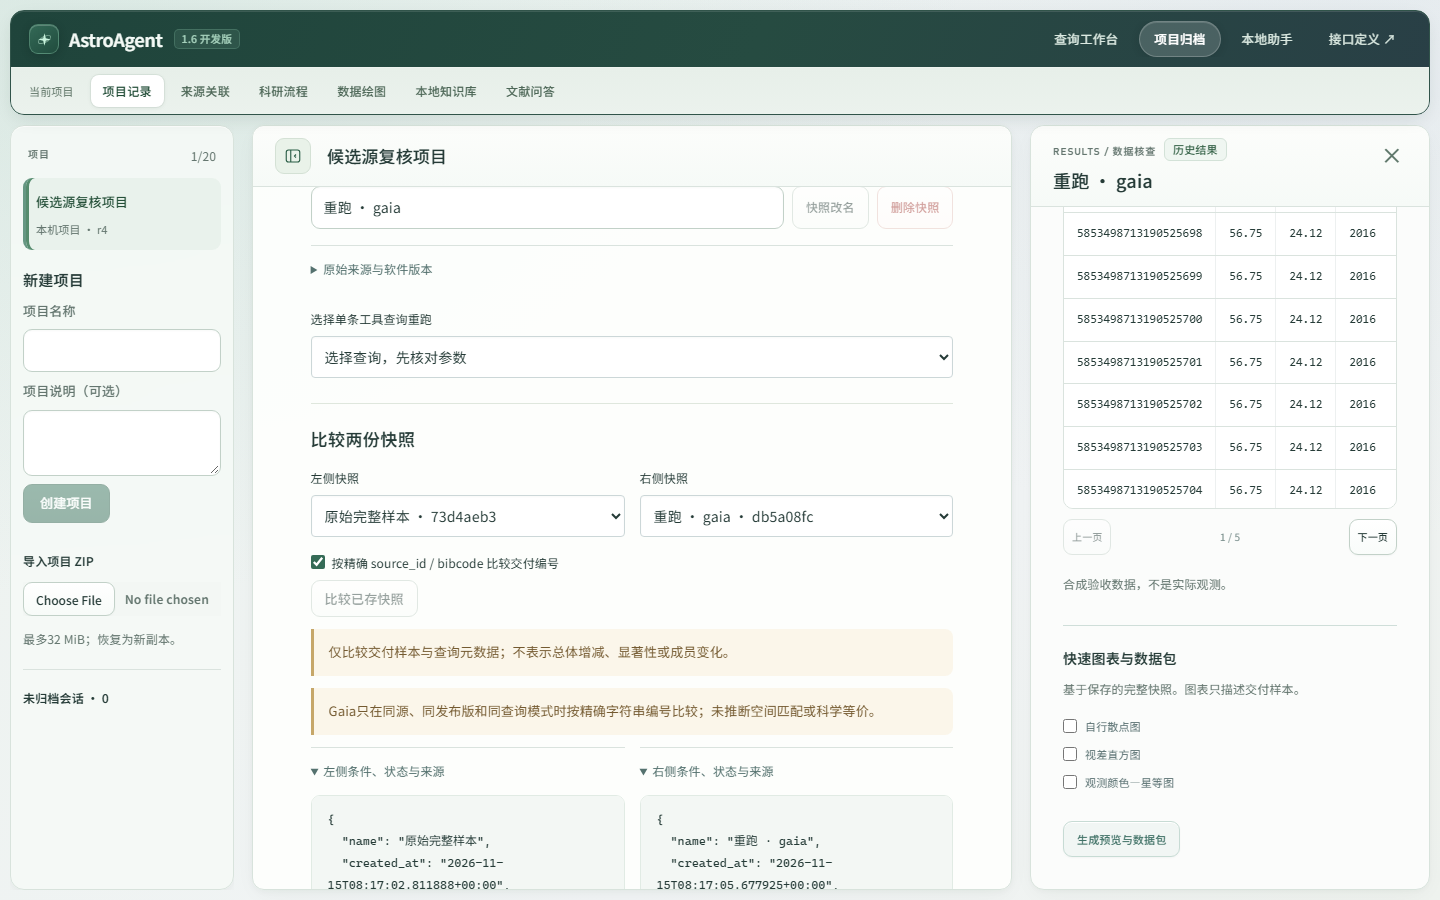 AstroAgent 1.6 开发版
查询工作台 项目归档 本地助手 接口定义 ↗
当前项目 项目记录 来源关联 科研流程 数据绘图 本地知识库 文献问答
项目 1/20
候选源复核项目
本机项目 · r4
新建项目
项目名称
项目说明（可选）
创建项目
导入项目 ZIP
Choose File No file chosen
最多32 MiB；恢复为新副本。
未归档会话 · 0
候选源复核项目
重跑 · gaia 快照改名 删除快照
▶ 原始来源与软件版本
选择单条工具查询重跑
选择查询，先核对参数
比较两份快照
左侧快照 右侧快照
原始完整样本 · 73d4aeb3 重跑 · gaia · db5a08fc
按精确 source_id / bibcode 比较交付编号
比较已存快照
仅比较交付样本与查询元数据；不表示总体增减、显著性或成员变化。
Gaia只在同源、同发布版和同查询模式时按精确字符串编号比较；未推断空间匹配或科学等价。
▼ 左侧条件、状态与来源
{
"name": "原始完整样本",
"created_at": "2026-11-
15T08:17:02.811888+00:00",
▼ 右侧条件、状态与来源
{
"name": "重跑 · gaia",
"created_at": "2026-11-
15T08:17:05.677925+00:00",
RESULTS / 数据核查 历史结果
重跑 · gaia
5853498713190525698 56.75 24.12 2016
5853498713190525699 56.75 24.12 2016
5853498713190525700 56.75 24.12 2016
5853498713190525701 56.75 24.12 2016
5853498713190525702 56.75 24.12 2016
5853498713190525703 56.75 24.12 2016
5853498713190525704 56.75 24.12 2016
上一页 1 / 5 下一页
合成验收数据，不是实际观测。
快速图表与数据包
基于保存的完整快照。图表只描述交付样本。
自行散点图
视差直方图
观测颜色—星等图
生成预览与数据包